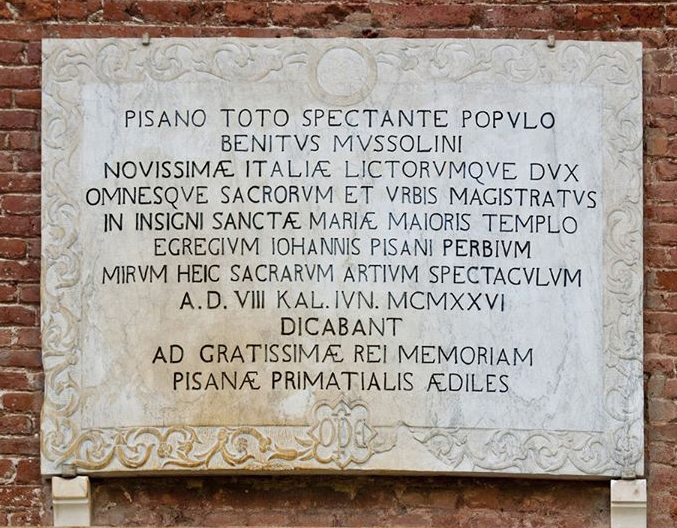 PISANO TOTO SPECTANTE POPVLO
BENITVS MVSSOLINI
NOVISSIMÆ ITALIÆ LICTORVMQVE DVX
OMNESQVE SACRORVM ET VRBIS MAGISTRATVS
IN INSIGNI SANCTÆ MARIÆ MAIORIS TEMPLO
EGREGIVM IOHANNIS PISANI PERBIVM
MIRVM HEIC SACRARVM ARTIVM SPECTACVLVM
A.D. VIII KAL. IVN. MCMXXVI
DICABANT
AD GRATISSIMÆ REI MEMORIAM
PISANÆ PRIMATIALIS ÆDILES